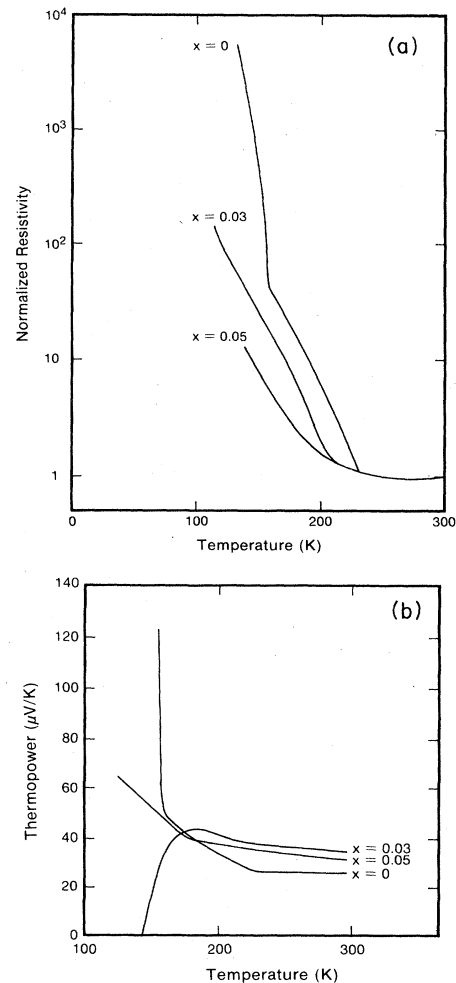 10⁴
(a)
x = 0
10³
x = 0.03
10²
x = 0.05
10
1
Normalized Resistivity
0 100 200 300
Temperature (K)
140
(b)
120
100
80
60
40
20
0
x = 0.03
x = 0.05
x = 0
Thermopower (μV/K)
100 200 300
Temperature (K)